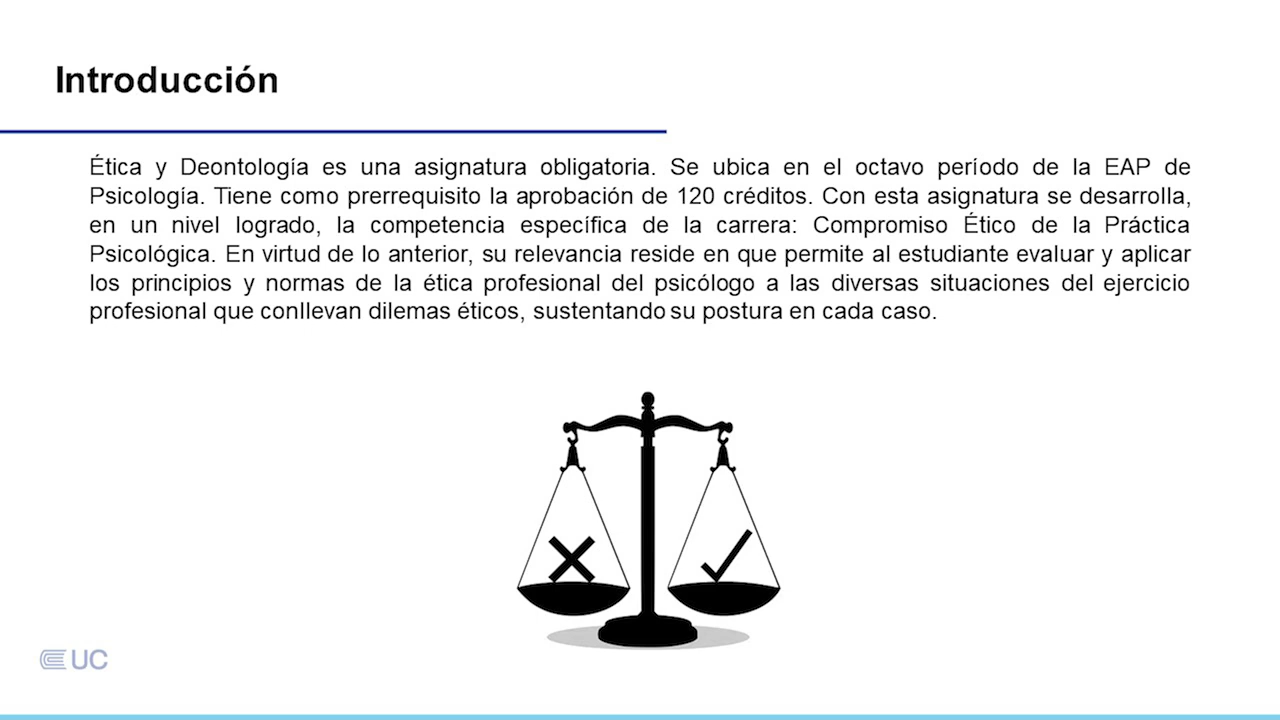 Introducción
Ética y Deontología es una asignatura obligatoria. Se ubica en el octavo período de la EAP de
Psicología. Tiene como prerrequisito la aprobación de 120 créditos. Con esta asignatura se desarrolla,
en un nivel logrado, la competencia específica de la carrera: Compromiso Ético de la Práctica
Psicológica. En virtud de lo anterior, su relevancia reside en que permite al estudiante evaluar y aplicar
los principios y normas de la ética profesional del psicólogo a las diversas situaciones del ejercicio
profesional que conllevan dilemas éticos, sustentando su postura en cada caso.
UC